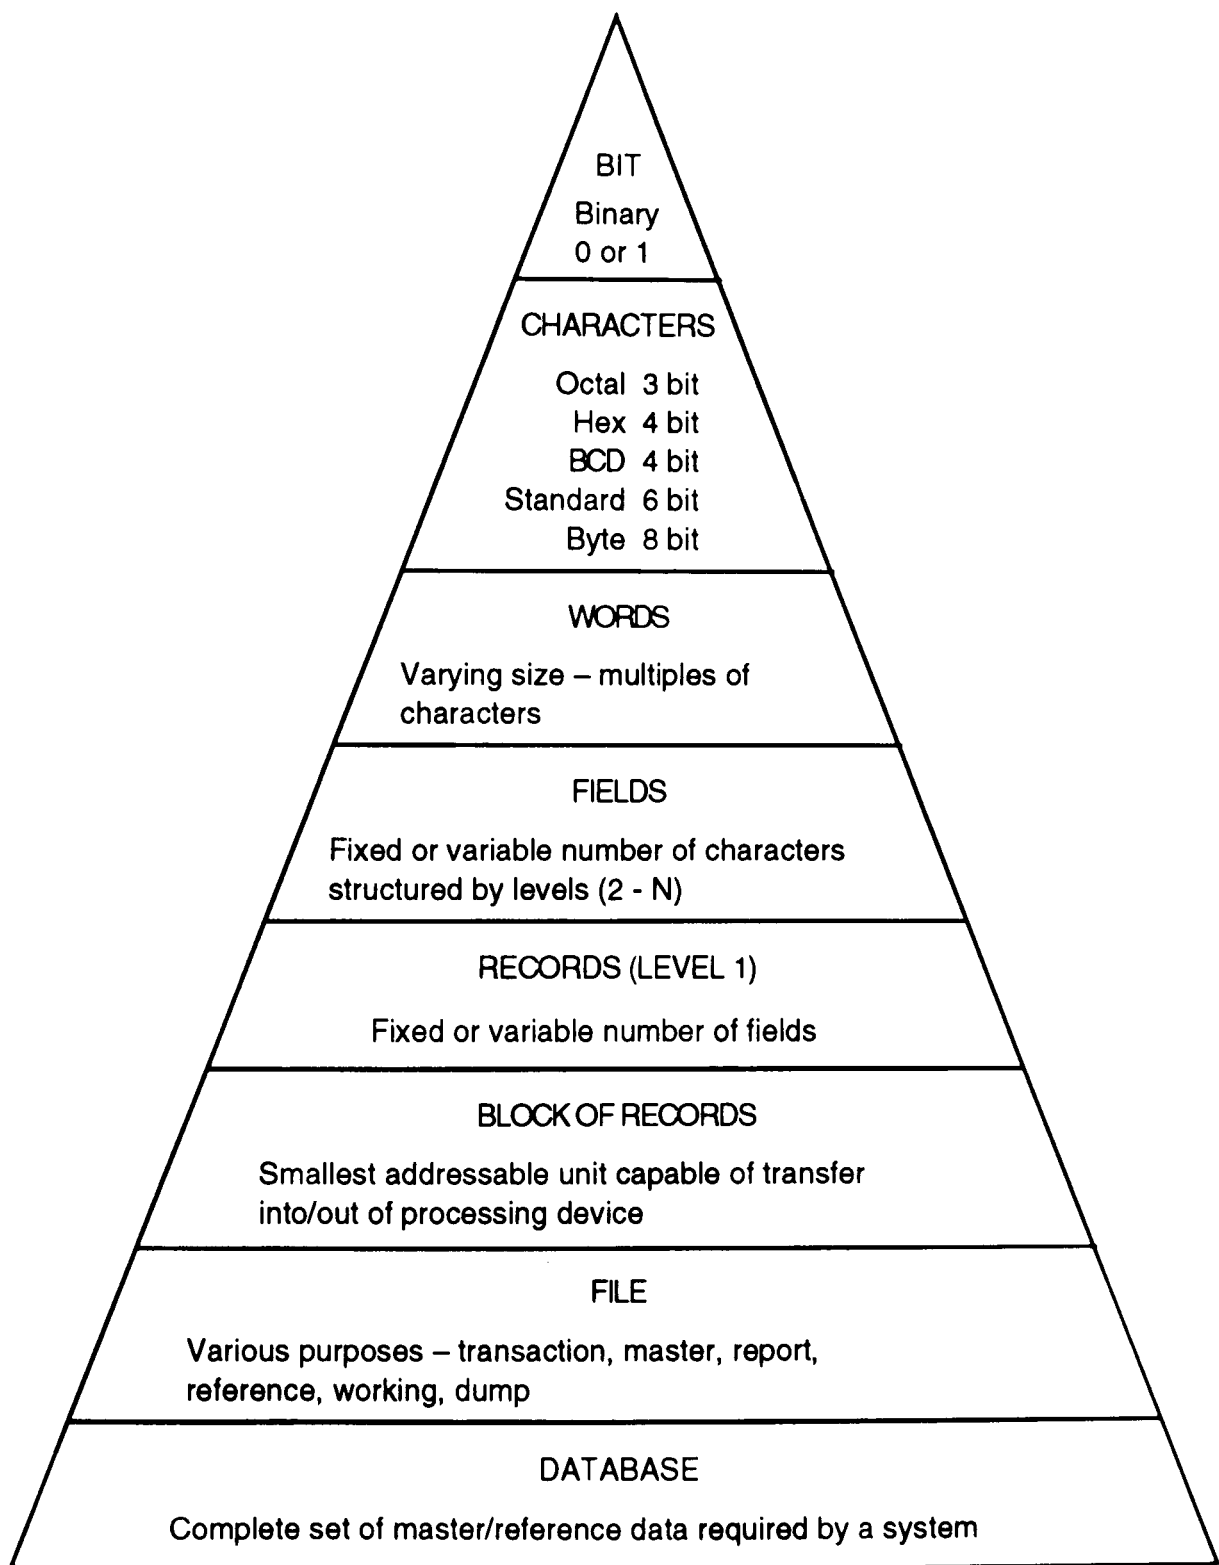 BIT
Binary
0 or 1
CHARACTERS
Octal 3 bit
Hex 4 bit
BCD 4 bit
Standard 6 bit
Byte 8 bit
WORDS
Varying size – multiples of
characters
FIELDS
Fixed or variable number of characters
structured by levels (2 - N)
RECORDS (LEVEL 1)
Fixed or variable number of fields
BLOCK OF RECORDS
Smallest addressable unit capable of transfer
into/out of processing device
FILE
Various purposes – transaction, master, report,
reference, working, dump
DATABASE
Complete set of master/reference data required by a system